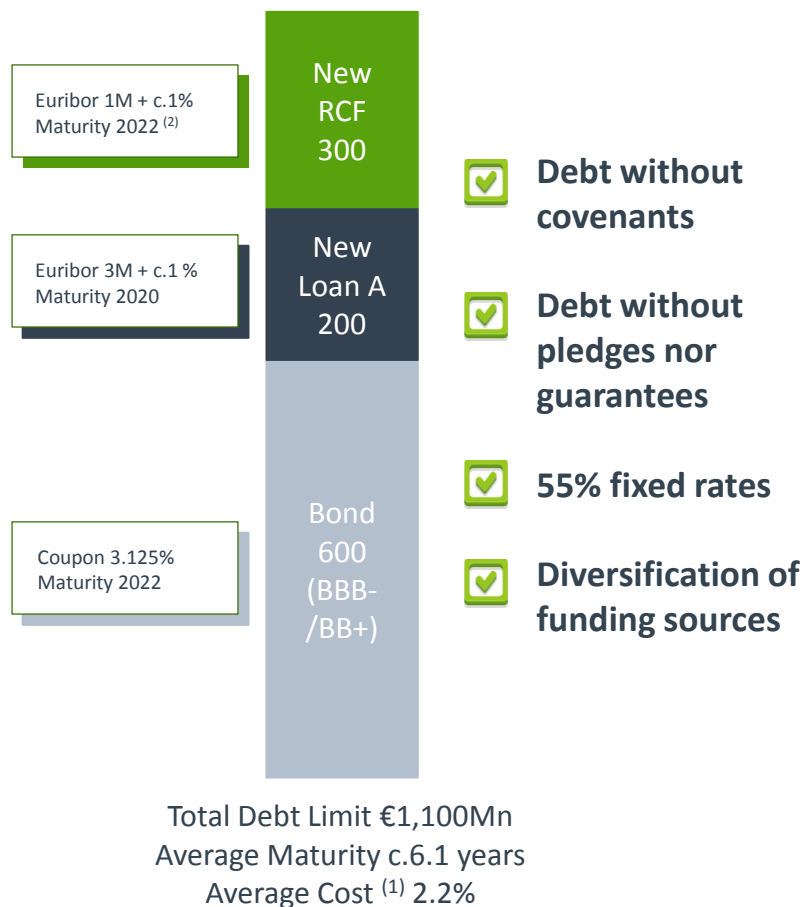 Euribor 1M + c.1%
Maturity 2022 (2)
New
RCF
300
Euribor 3M + c.1 %
Maturity 2020
New
Loan A
200
Coupon 3.125%
Maturity 2022
Bond
600
(BBB-
/BB+)
Debt without
covenants
Debt without
pledges nor
guarantees
55% fixed rates
Diversification of
funding sources
Total Debt Limit €1,100Mn
Average Maturity c.6.1 years
Average Cost (1) 2.2%